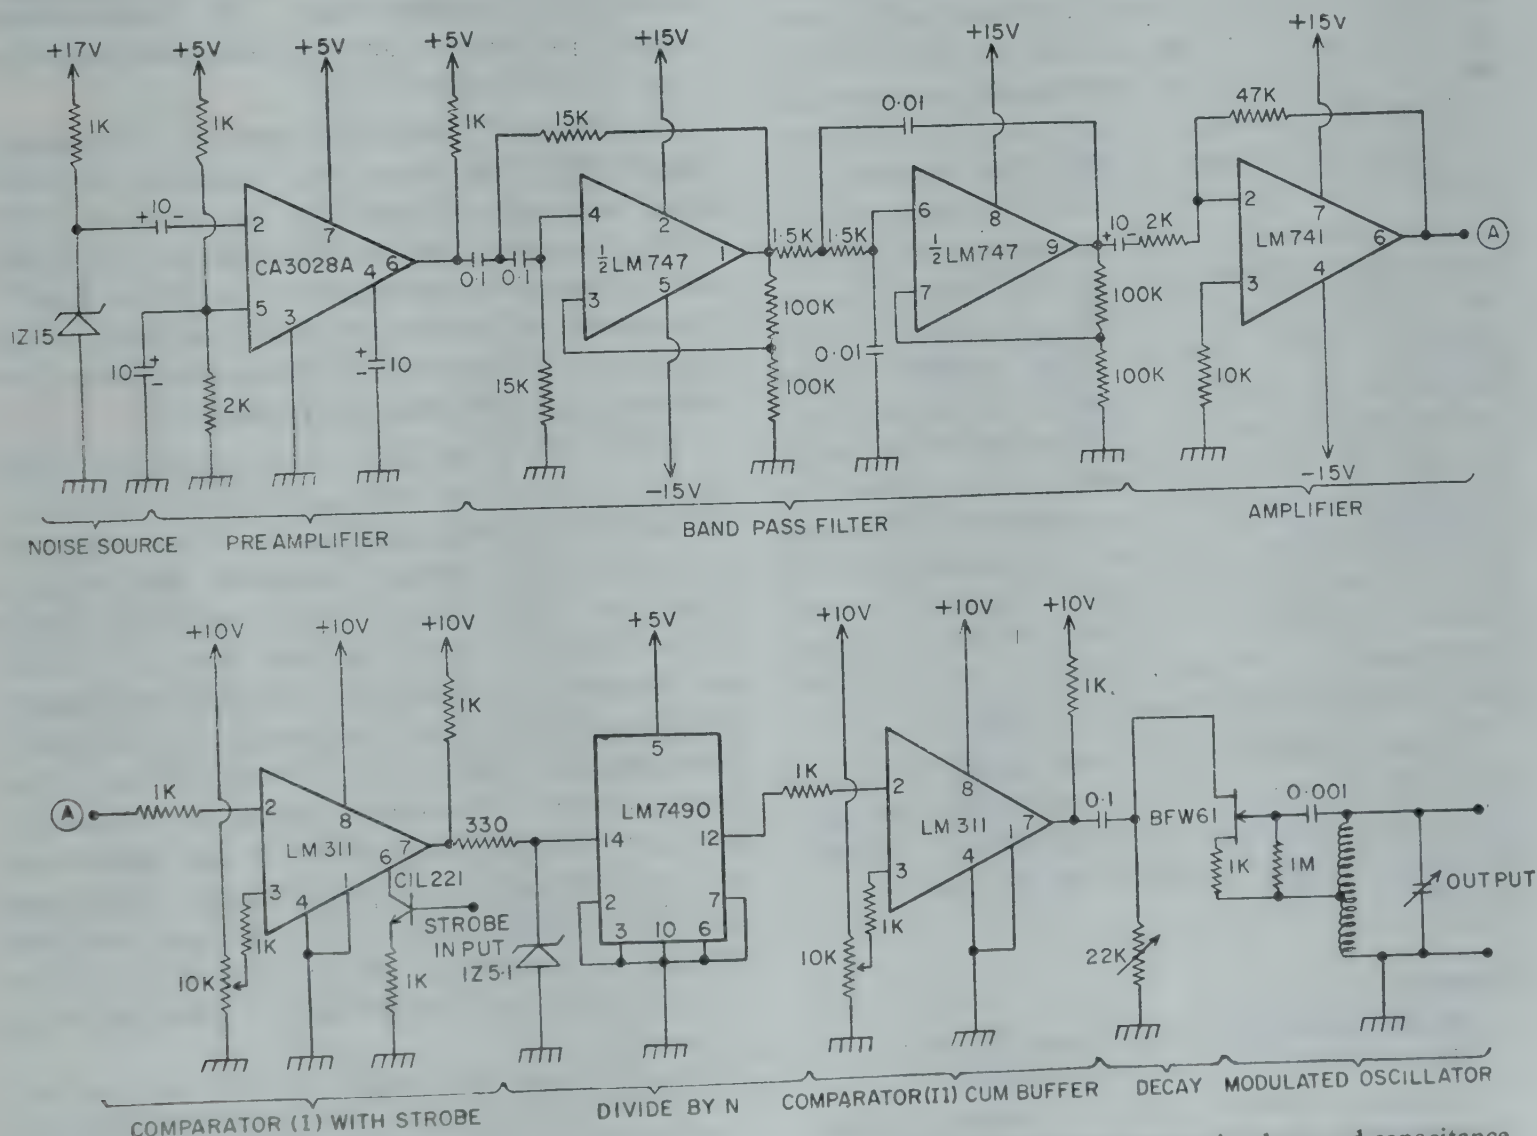 +17V +5V +5V +5V +15V +15V +15V
1K 1K 1K 15K 0.01 47K
+10- 2 7 CA3028A 4 6 5 3
0.1 0.1 4 2 ½LM747 1 5 3
1.5K 1.5K 6 8 ½LM747 9 7
+10- 2K 2 7 LM741 6 3 4
1Z15 10 + - 2K + - 10 15K 100K 100K 0.01 100K 100K 10K
-15V -15V
NOISE SOURCE PREAMPLIFIER BAND PASS FILTER AMPLIFIER
A
+10V +10V +10V +5V +10V +10V +10V
1K 1K
A 1K 2 8 LM311 7 6 3 4 1
330 14 5 LM7490 12 2 3 10 6 7
1K 2 8 LM311 1 7 4 3
0.1 BFW61 0.001
CIL221
STROBE
INPUT
1Z5.1
1K 10K 1K 1K 10K 22K 1K 1M OUTPUT
COMPARATOR (I) WITH STROBE DIVIDE BY N COMPARATOR(II) CUM BUFFER DECAY MODULATED OSCILLATOR
capacitance